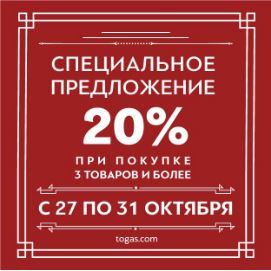 СПЕЦИАЛЬНОЕ
ПРЕДЛОЖЕНИЕ
20%
ПРИ ПОКУПКЕ
3 ТОВАРОВ И БОЛЕЕ
С 27 ПО 31 ОКТЯБРЯ
togas.com